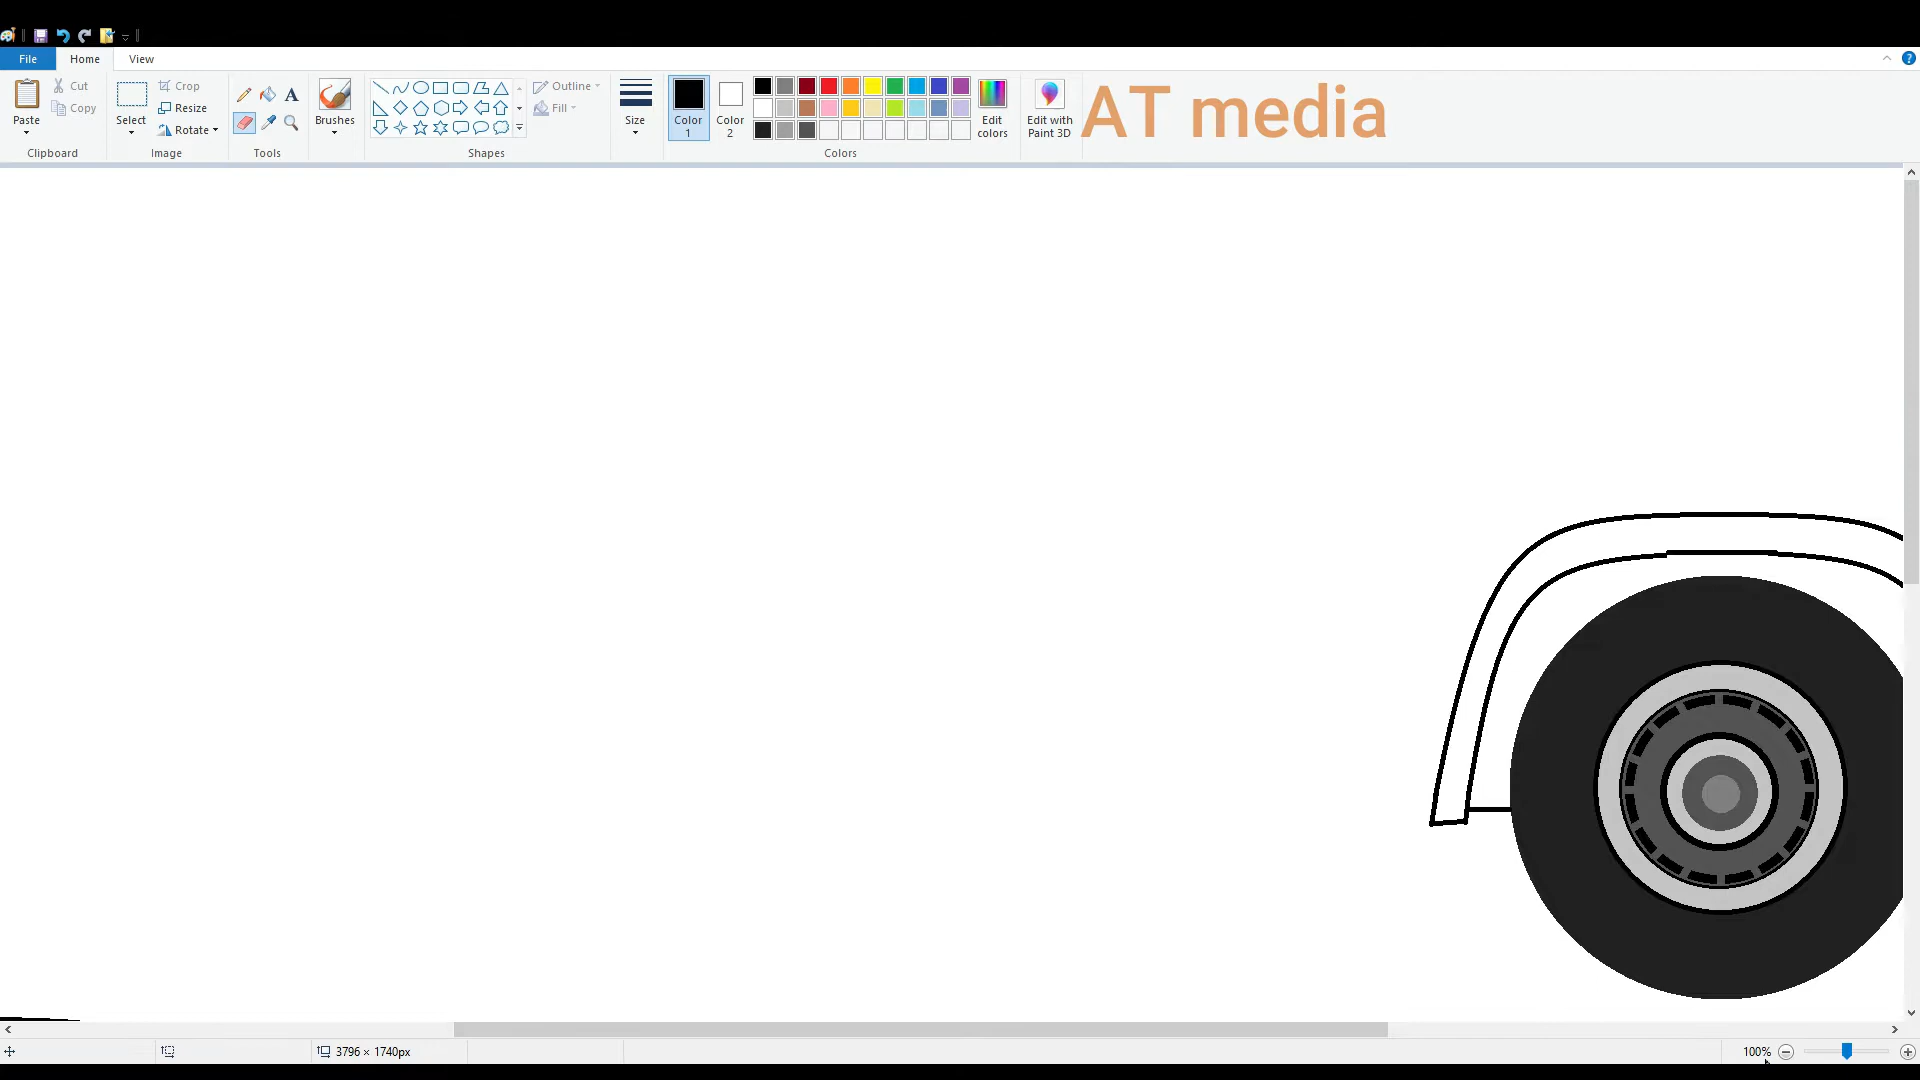 File Home View
Paste
Cut
Copy
Clipboard
Select
Crop
Resize
Rotate
Image
A
Tools
Brushes
Shapes
Outline
Fill
Size
Color
1
Color
2
Edit
colors
Colors
Edit with
Paint 3D
AT media
?
3796 × 1740px
100%